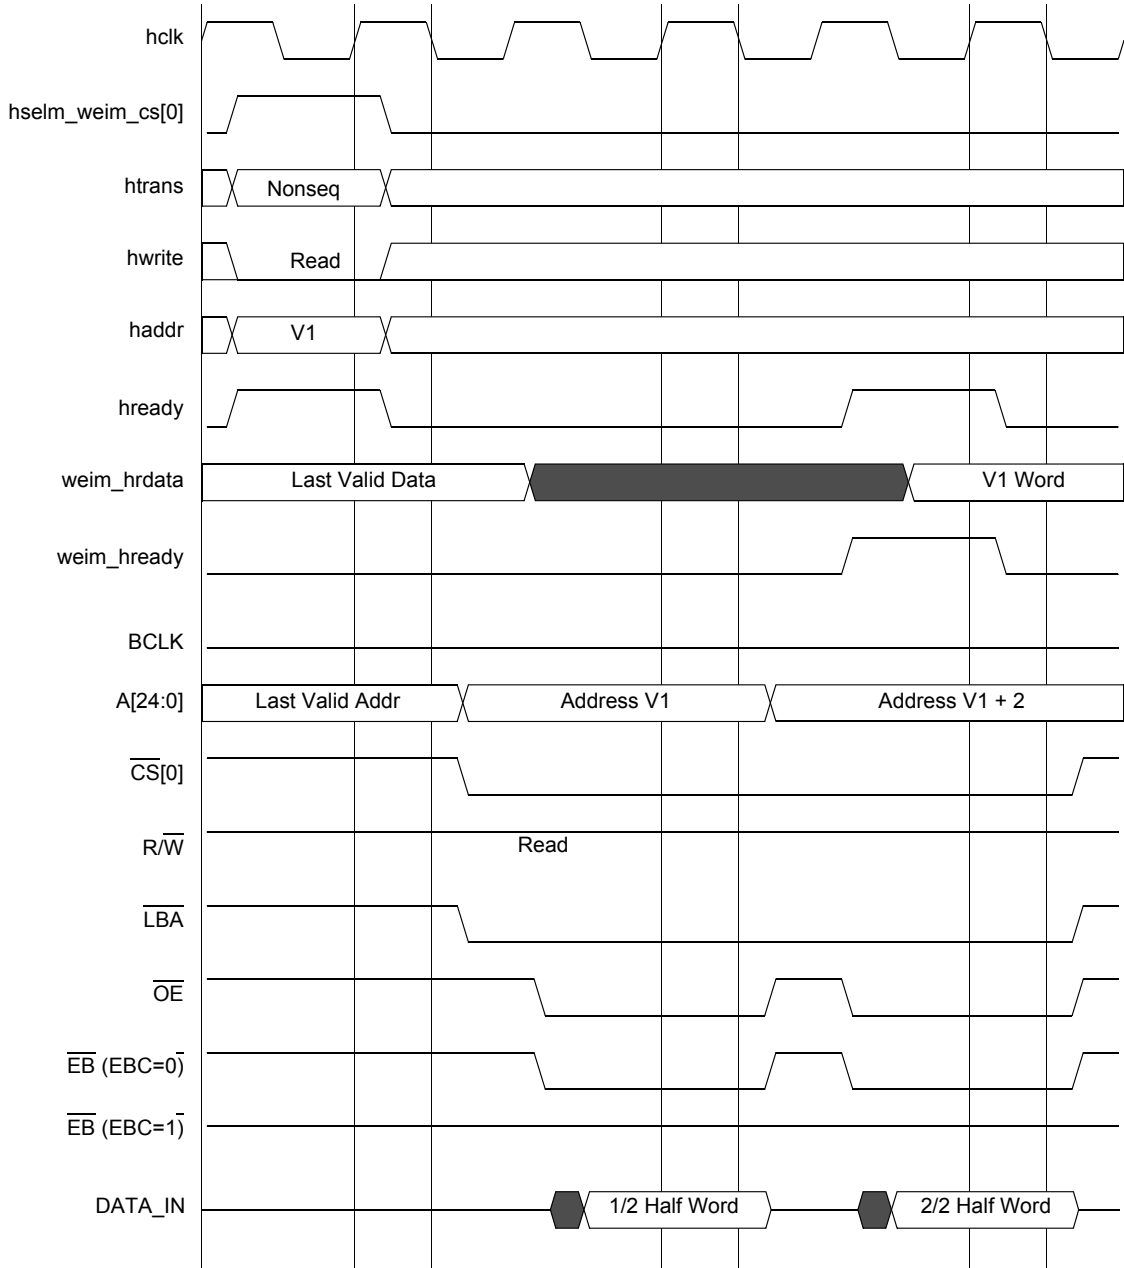 hclk
hselm_weim_cs[0]
htrans Nonseq
hwrite Read
haddr V1
hready
weim_hrdata Last Valid Data V1 Word
weim_hready
BCLK
A[24:0] Last Valid Addr Address V1 Address V1 + 2
CS[0]
R/W Read
LBA
OE
EB (EBC=0)
EB (EBC=1)
DATA_IN 1/2 Half Word 2/2 Half Word